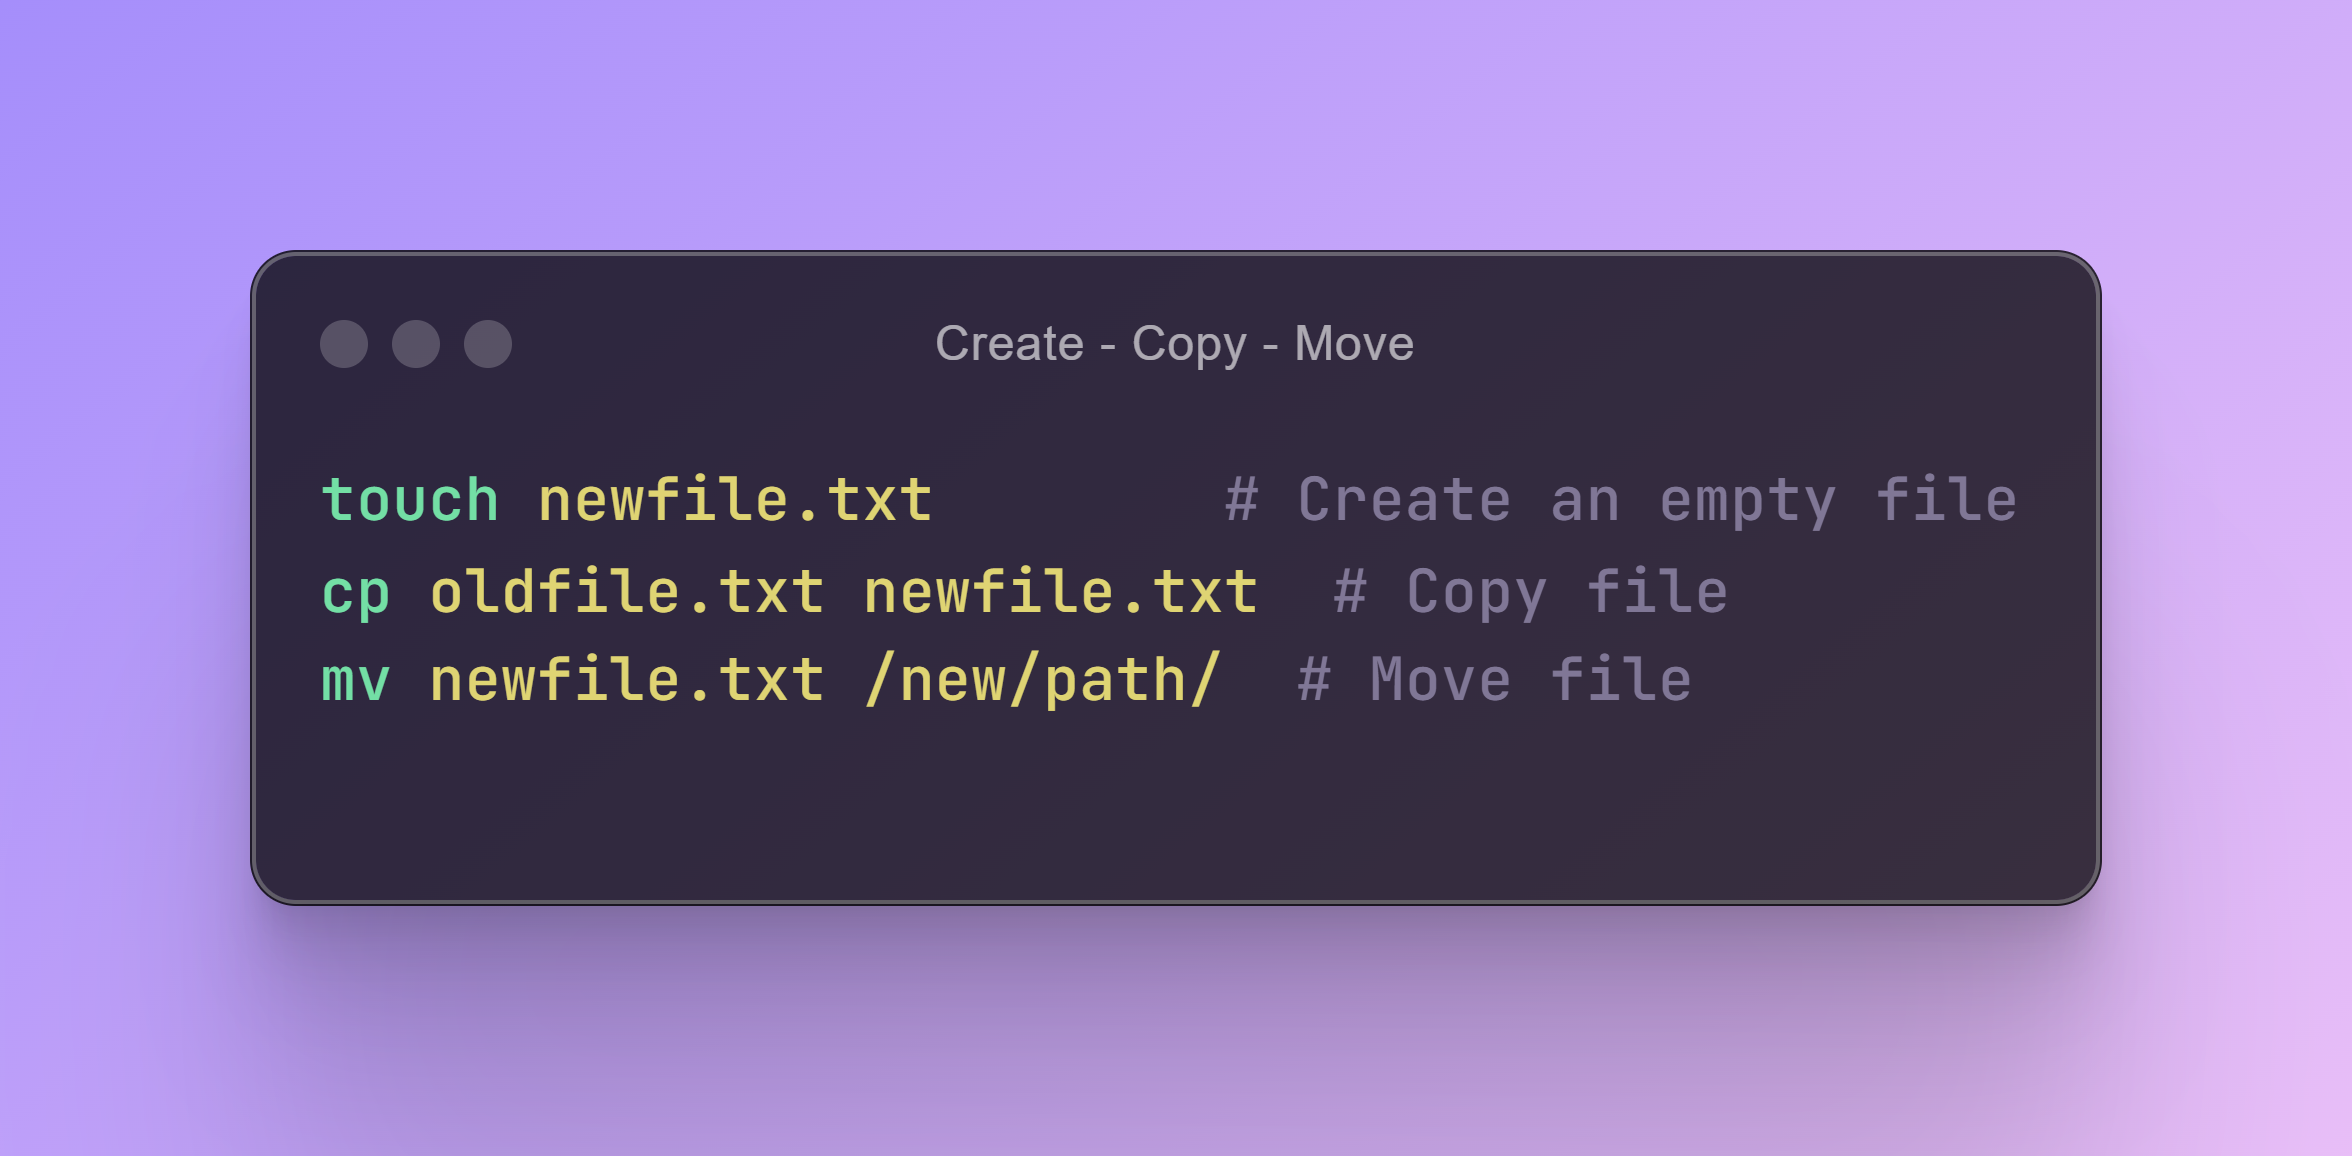 Create - Copy - Move
touch newfile.txt        # Create an empty file
cp oldfile.txt newfile.txt  # Copy file
mv newfile.txt /new/path/  # Move file